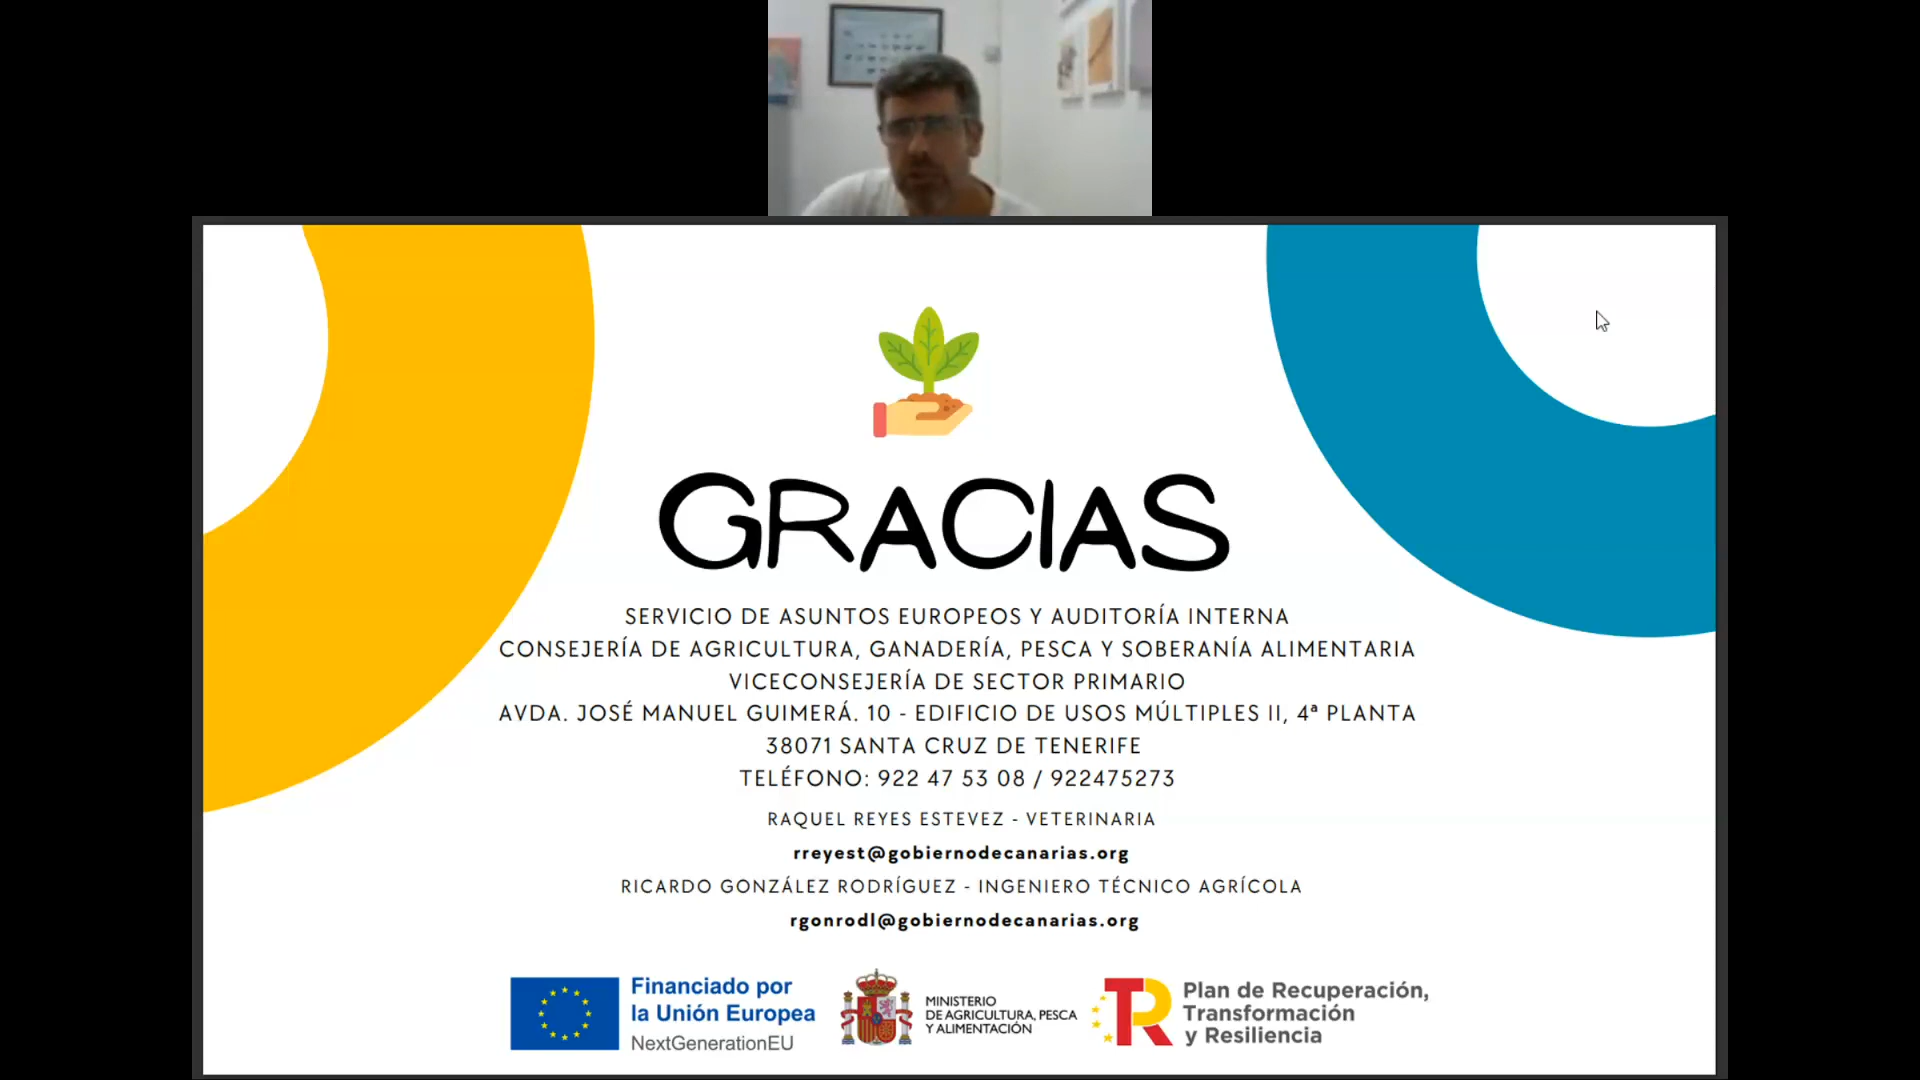 GRACIAS
SERVICIO DE ASUNTOS EUROPEOS Y AUDITORÍA INTERNA
CONSEJERÍA DE AGRICULTURA, GANADERÍA, PESCA Y SOBERANÍA ALIMENTARIA
VICECONSEJERÍA DE SECTOR PRIMARIO
AVDA. JOSÉ MANUEL GUIMERÁ. 10 - EDIFICIO DE USOS MÚLTIPLES II, 4ª PLANTA
38071 SANTA CRUZ DE TENERIFE
TELÉFONO: 922 47 53 08 / 922475273
RAQUEL REYES ESTEVEZ - VETERINARIA
rreyest@gobiernodecanarias.org
RICARDO GONZÁLEZ RODRÍGUEZ - INGENIERO TÉCNICO AGRÍCOLA
rgonrodl@gobiernodecanarias.org
Financiado por
la Unión Europea
NextGenerationEU
MINISTERIO
DE AGRICULTURA, PESCA
Y ALIMENTACIÓN
TR
Plan de Recuperación,
Transformación
y Resiliencia